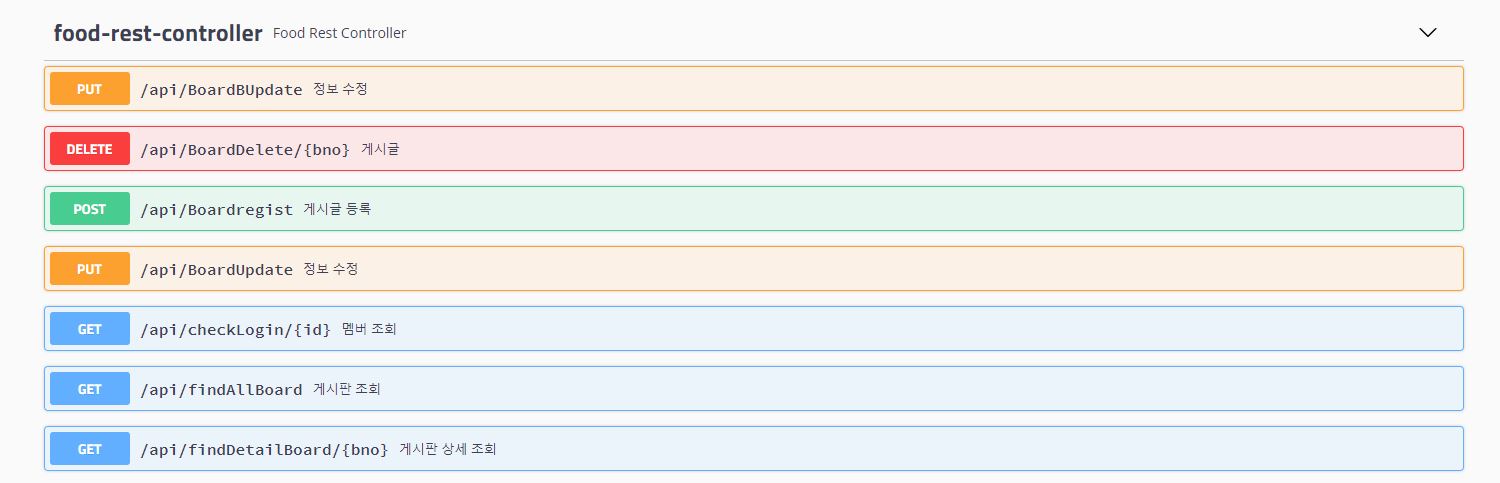 food-rest-controller Food Rest Controller
PUT /api/BoardBUpdate 정보 수정
DELETE /api/BoardDelete/{bno} 게시글
POST /api/Boardregist 게시글 등록
PUT /api/BoardUpdate 정보 수정
GET /api/checkLogin/{id} 멤버 조회
GET /api/findAllBoard 게시판 조회
GET /api/findDetailBoard/{bno} 게시판 상세 조회